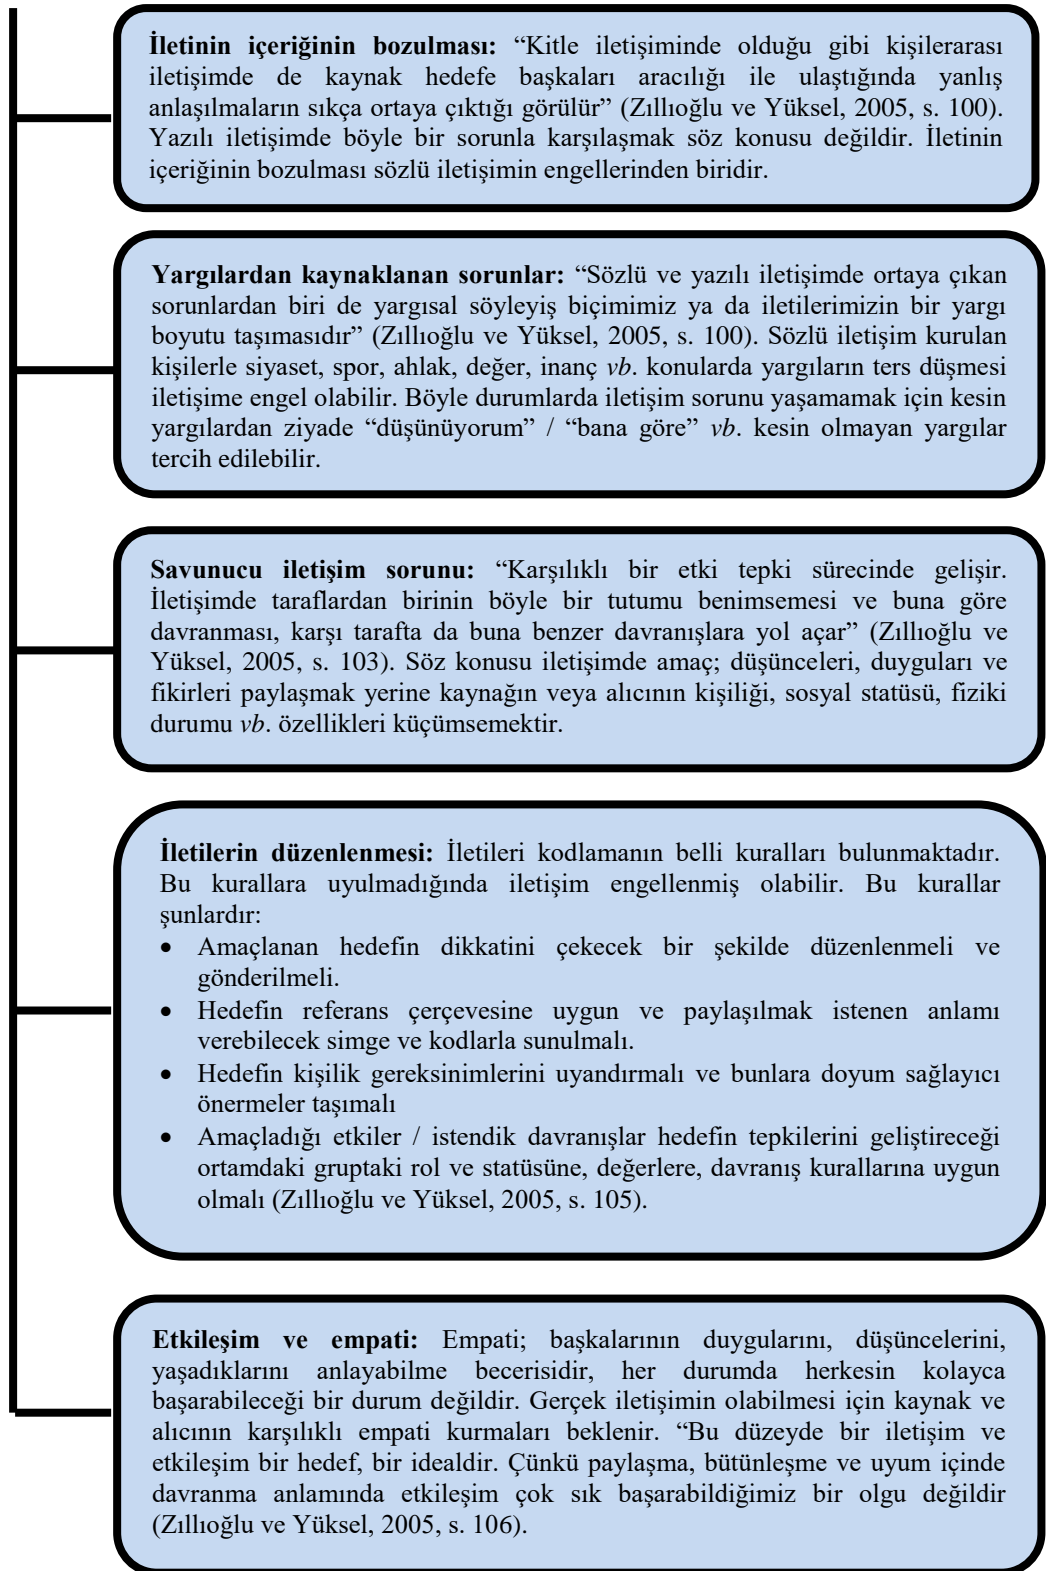 İletinin içeriğinin bozulması: “Kitle iletişiminde olduğu gibi kişilerarası
iletişimde de kaynak hedefe başkaları aracılığı ile ulaştığında yanlış
anlaşılmaların sıkça ortaya çıktığı görülür” (Zıllıoğlu ve Yüksel, 2005, s. 100).
Yazılı iletişimde böyle bir sorunla karşılaşmak söz konusu değildir. İletinin
içeriğinin bozulması sözlü iletişimin engellerinden biridir.
Yargılardan kaynaklanan sorunlar: “Sözlü ve yazılı iletişimde ortaya çıkan
sorunlardan biri de yargısal söyleyiş biçimimiz ya da iletilerimizin bir yargı
boyutu taşımasıdır” (Zıllıoğlu ve Yüksel, 2005, s. 100). Sözlü iletişim kurulan
kişilerle siyaset, spor, ahlak, değer, inanç vb. konularda yargıların ters düşmesi
iletişime engel olabilir. Böyle durumlarda iletişim sorunu yaşamamak için kesin
yargılardan ziyade “düşünüyorum” / “bana göre” vb. kesin olmayan yargılar
tercih edilebilir.
Savunucu iletişim sorunu: “Karşılıklı bir etki tepki sürecinde gelişir.
İletişimde taraflardan birinin böyle bir tutumu benimsemesi ve buna göre
davranması, karşı tarafta da buna benzer davranışlara yol açar” (Zıllıoğlu ve
Yüksel, 2005, s. 103). Söz konusu iletişimde amaç; düşünceleri, duyguları ve
fikirleri paylaşmak yerine kaynağın veya alıcının kişiliği, sosyal statüsü, fiziki
durumu vb. özellikleri küçümsemektir.
İletilerin düzenlenmesi: İletileri kodlamanın belli kuralları bulunmaktadır.
Bu kurallara uyulmadığında iletişim engellenmiş olabilir. Bu kurallar
şunlardır:
• Amaçlanan hedefin dikkatini çekecek bir şekilde düzenlenmeli ve
gönderilmeli.
• Hedefin referans çerçevesine uygun ve paylaşılmak istenen anlamı
verebilecek simge ve kodlarla sunulmalı.
• Hedefin kişilik gereksinimlerini uyandırmalı ve bunlara doyum sağlayıcı
önermeler taşımalı
• Amaçladığı etkiler / istendik davranışlar hedefin tepkilerini geliştireceği
ortamdaki gruptaki rol ve statüsüne, değerlere, davranış kurallarına uygun
olmalı (Zıllıoğlu ve Yüksel, 2005, s. 105).
Etkileşim ve empati: Empati; başkalarının duygularını, düşüncelerini,
yaşadıklarını anlayabilme becerisidir, her durumda herkesin kolayca
başarabileceği bir durum değildir. Gerçek iletişimin olabilmesi için kaynak ve
alıcının karşılıklı empati kurmaları beklenir. “Bu düzeyde bir iletişim ve
etkileşim bir hedef, bir idealdir. Çünkü paylaşma, bütünleşme ve uyum içinde
davranma anlamında etkileşim çok sık başarabildiğimiz bir olgu değildir
(Zıllıoğlu ve Yüksel, 2005, s. 106).